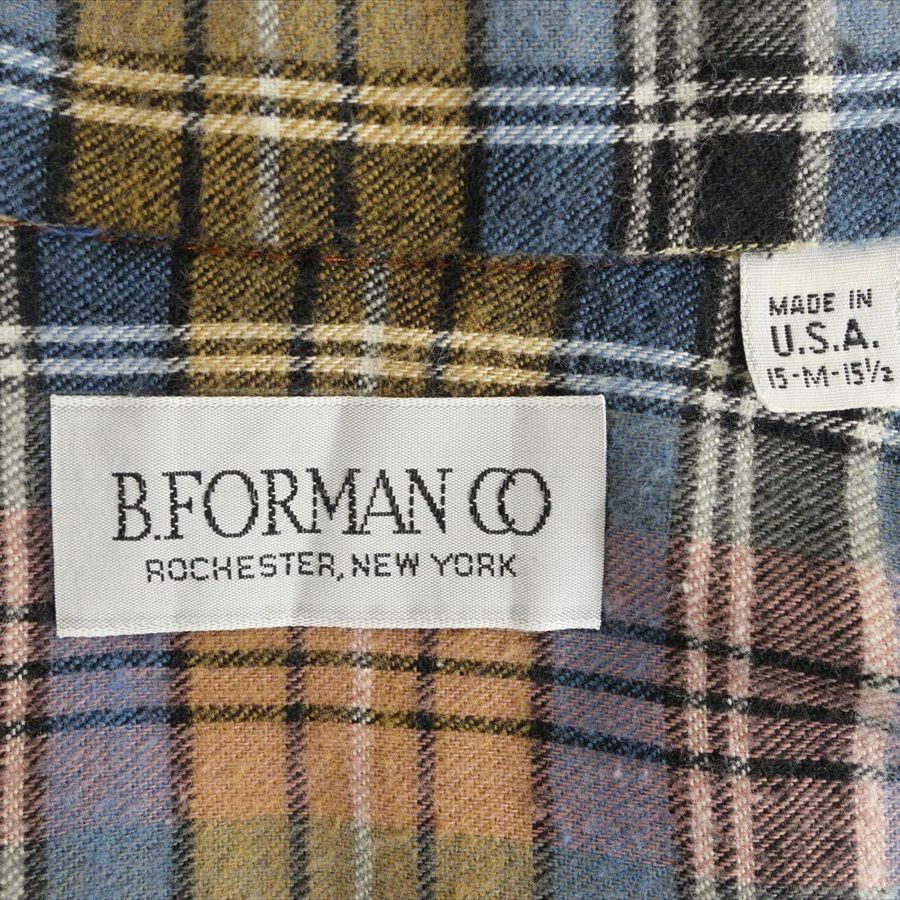 MADE IN
U.S.A.
15-M-15½
B.FORMAN CO
ROCHESTER, NEW YORK